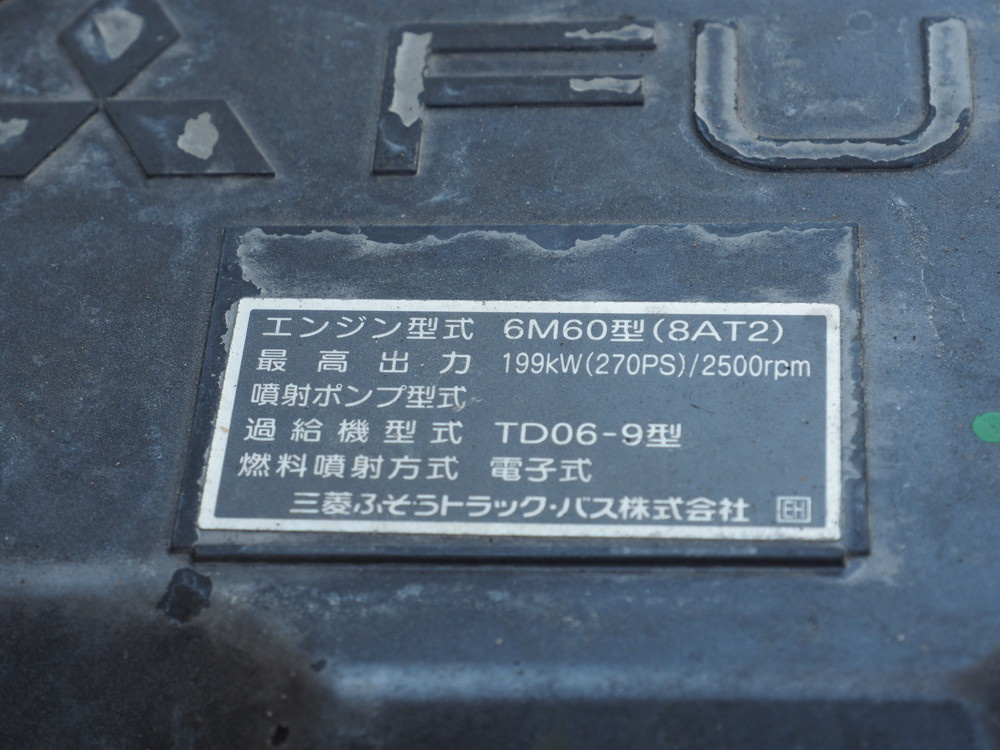 FU
エンジン型式 6M60型(8AT2)
最高出力 199kW(270PS)/2500rpm
噴射ポンプ型式
過給機型式 TD06-9型
燃料噴射方式 電子式
三菱ふそうトラック・バス株式会社 EH